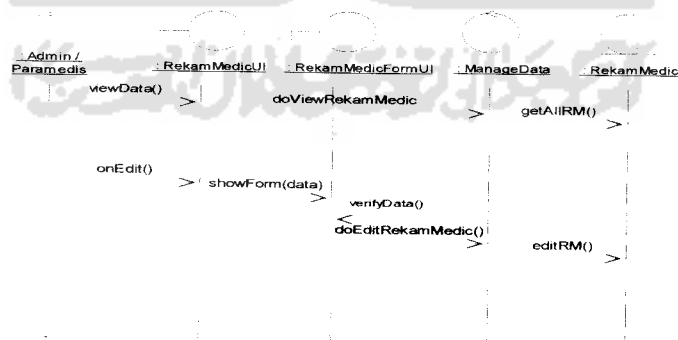 : Admin /
Paramedis
: RekamMedicUI
: RekamMedicFormUI
: ManageData
: RekamMedic
viewData()
doViewRekamMedic
getAllRM()
onEdit()
showForm(data)
verifyData()
doEditRekamMedic()
editRM()